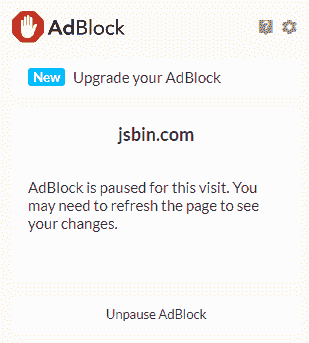 AdBlock
New Upgrade your AdBlock
jsbin.com
AdBlock is paused for this visit. You
may need to refresh the page to see
your changes.
Unpause AdBlock